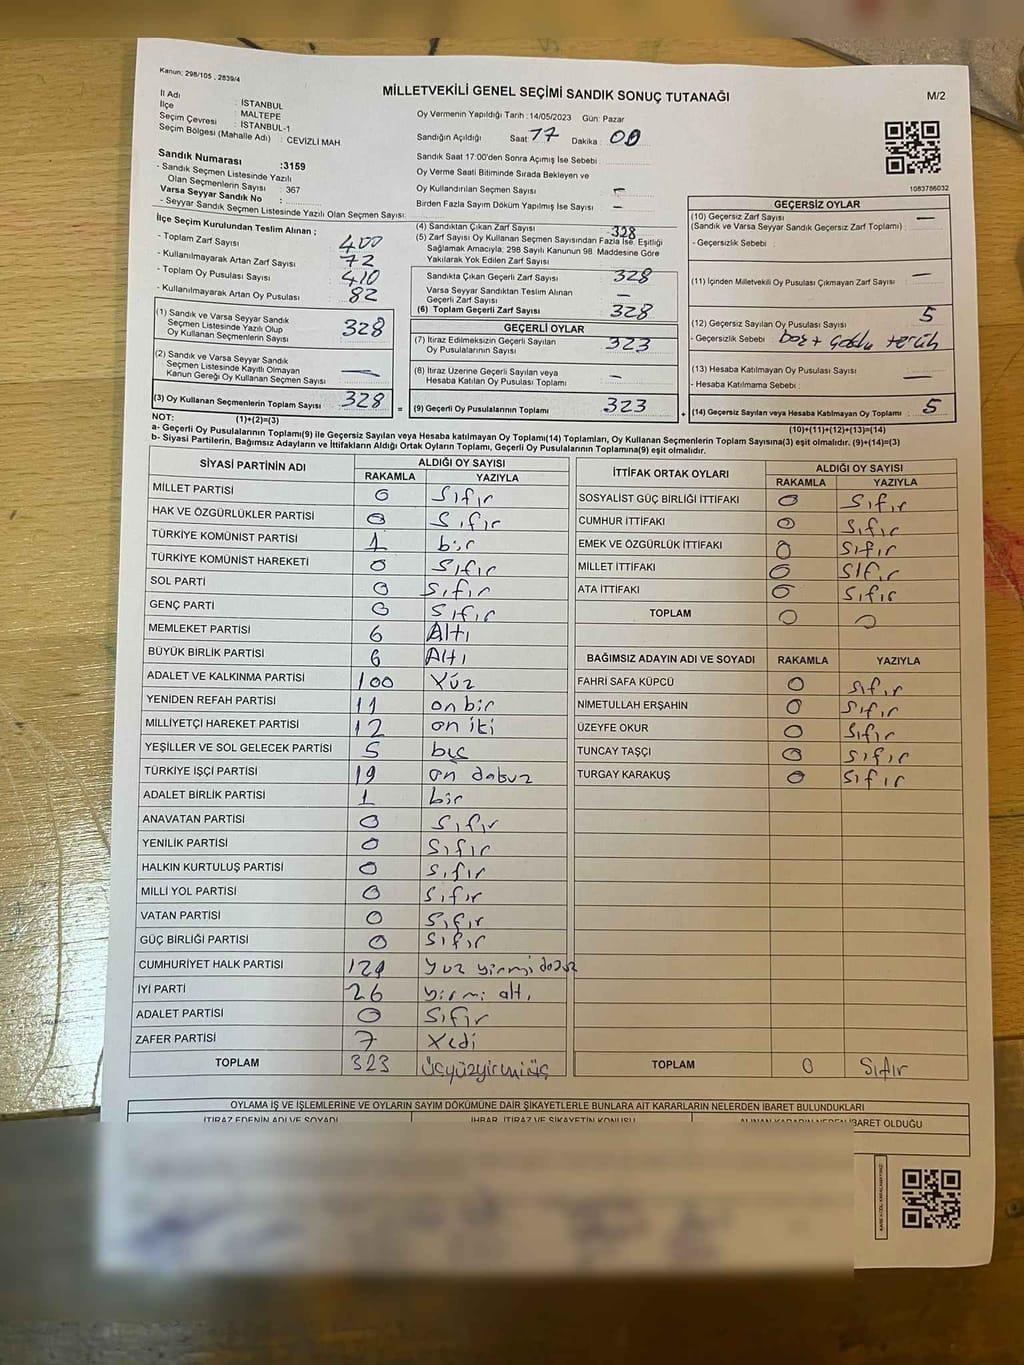 Kanun: 298/105 , 2839/4
MİLLETVEKİLİ GENEL SEÇİMİ SANDIK SONUÇ TUTANAĞI
M/2
İl Adı : İSTANBUL
İlçe : MALTEPE
Seçim Çevresi : İSTANBUL-1
Seçim Bölgesi (Mahalle Adı) : CEVİZLİ MAH
Oy Vermenin Yapıldığı Tarih :14/05/2023 Gün: Pazar
Sandığın Açıldığı Saat: 17 Dakika: 00
Sandık Saat 17:00'den Sonra Açımış İse Sebebi :
Oy Verme Saati Bitiminde Sırada Bekleyen ve
Oy Kullandırılan Seçmen Sayısı : –
Birden Fazla Sayım Döküm Yapılmış İse Sayısı : –
1083786032
Sandık Numarası :3159
- Sandık Seçmen Listesinde Yazılı
Olan Seçmenlerin Sayısı : 367
Varsa Seyyar Sandık No :
- Seyyar Sandık Seçmen Listesinde Yazılı Olan Seçmen Sayısı:
İlçe Seçim Kurulundan Teslim Alınan ;
- Toplam Zarf Sayısı : 400
- Kullanılmayarak Artan Zarf Sayısı : 72
- Toplam Oy Pusulası Sayısı : 410
- Kullanılmayarak Artan Oy Pusulası : 82
(1) Sandık ve Varsa Seyyar Sandık
Seçmen Listesinde Yazılı Olup
Oy Kullanan Seçmenlerin Sayısı : 328
(2) Sandık ve Varsa Seyyar Sandık
Seçmen Listesinde Kayıtlı Olmayan
Kanun Gereği Oy Kullanan Seçmen Sayısı : —
(3) Oy Kullanan Seçmenlerin Toplam Sayısı : 328
(1)+(2)=(3)
(4) Sandıktan Çıkan Zarf Sayısı : 328
(5) Zarf Sayısı Oy Kullanan Seçmen Sayısından Fazla İse, Eşitliği
Sağlamak Amacıyla; 298 Sayılı Kanunun 98. Maddesine Göre
Yakılarak Yok Edilen Zarf Sayısı :
Sandıkta Çıkan Geçerli Zarf Sayısı : 328
Varsa Seyyar Sandıktan Teslim Alınan
Geçerli Zarf Sayısı : –
(6) Toplam Geçerli Zarf Sayısı : 328
GEÇERLİ OYLAR
(7) İtiraz Edilmeksizin Geçerli Sayılan
Oy Pusulalarının Sayısı : 323
(8) İtiraz Üzerine Geçerli Sayılan veya
Hesaba Katılan Oy Pusulası Toplamı : –
= (9) Geçerli Oy Pusulalarının Toplamı : 323
GEÇERSİZ OYLAR
(10) Geçersiz Zarf Sayısı : —
(Sandık ve Varsa Seyyar Sandık Geçersiz Zarf Toplamı) :
- Geçersizlik Sebebi :
(11) İçinden Milletvekili Oy Pusulası Çıkmayan Zarf Sayısı : —
(12) Geçersiz Sayılan Oy Pusulası Sayısı : 5
- Geçersizlik Sebebi : boş +
(13) Hesaba Katılmayan Oy Pusulası Sayısı : —
- Hesaba Katılmama Sebebi :
+ (14) Geçersiz Sayılan veya Hesaba Katılmayan Oy Toplamı : 5
(10)+(11)+(12)+(13)=(14)
NOT:
a- Geçerli Oy Pusulalarının Toplamı(9) ile Geçersiz Sayılan veya Hesaba katılmayan Oy Toplamı(14) Toplamları, Oy Kullanan Seçmenlerin Toplam Sayısına(3) eşit olmalıdır. (9)+(14)=(3)
b- Siyasi Partilerin, Bağımsız Adayların ve İttifakların Aldığı Ortak Oyların Toplamı, Geçerli Oy Pusulalarının Toplamına(9) eşit olmalıdır.
SİYASİ PARTİNİN ADI ALDIĞI OY SAYISI
RAKAMLA YAZIYLA
MİLLET PARTİSİ 0 Sıfır
HAK VE ÖZGÜRLÜKLER PARTİSİ 0 Sıfır
TÜRKİYE KOMÜNİST PARTİSİ 1 bir
TÜRKİYE KOMÜNİST HAREKETİ 0 Sıfır
SOL PARTİ 0 Sıfır
GENÇ PARTİ 0 Sıfır
MEMLEKET PARTİSİ 6 Altı
BÜYÜK BİRLİK PARTİSİ 6 Altı
ADALET VE KALKINMA PARTİSİ 100 Yüz
YENİDEN REFAH PARTİSİ 11 on bir
MİLLİYETÇİ HAREKET PARTİSİ 12 on iki
YEŞİLLER VE SOL GELECEK PARTİSİ 5 beş
TÜRKİYE İŞÇİ PARTİSİ 19 on dokuz
ADALET BİRLİK PARTİSİ 1 bir
ANAVATAN PARTİSİ 0 Sıfır
YENİLİK PARTİSİ 0 Sıfır
HALKIN KURTULUŞ PARTİSİ 0 Sıfır
MİLLİ YOL PARTİSİ 0 Sıfır
VATAN PARTİSİ 0 Sıfır
GÜÇ BİRLİĞİ PARTİSİ 0 Sıfır
CUMHURİYET HALK PARTİSİ 129 yüz yirmi dokuz
İYİ PARTİ 26 yirmi altı
ADALET PARTİSİ 0 Sıfır
ZAFER PARTİSİ 7 Yedi
TOPLAM 323 üçyüzyirmiüç
İTTİFAK ORTAK OYLARI ALDIĞI OY SAYISI
RAKAMLA YAZIYLA
SOSYALİST GÜÇ BİRLİĞİ İTTİFAKI 0 Sıfır
CUMHUR İTTİFAKI 0 Sıfır
EMEK VE ÖZGÜRLÜK İTTİFAKI 0 Sıfır
MİLLET İTTİFAKI 0 Sıfır
ATA İTTİFAKI 0 Sıfır
TOPLAM 0 0
BAĞIMSIZ ADAYIN ADI VE SOYADI RAKAMLA YAZIYLA
FAHRİ SAFA KÜPCÜ 0 Sıfır
NİMETULLAH ERŞAHİN 0 Sıfır
ÜZEYFE OKUR 0 Sıfır
TUNCAY TAŞÇI 0 Sıfır
TURGAY KARAKUŞ 0 Sıfır
TOPLAM 0 Sıfır
OYLAMA İŞ VE İŞLEMLERİNE VE OYLARIN SAYIM DÖKÜMÜNE DAİR ŞİKAYETLERLE BUNLARA AİT KARARLARIN NELERDEN İBARET BULUNDUKLARI
İTİRAZ EDENİN ADI VE SOYADI İHBAR, İTİRAZ VE ŞİKAYETİN KONUSU ALINAN KARARIN NEDEN İBARET OLDUĞU